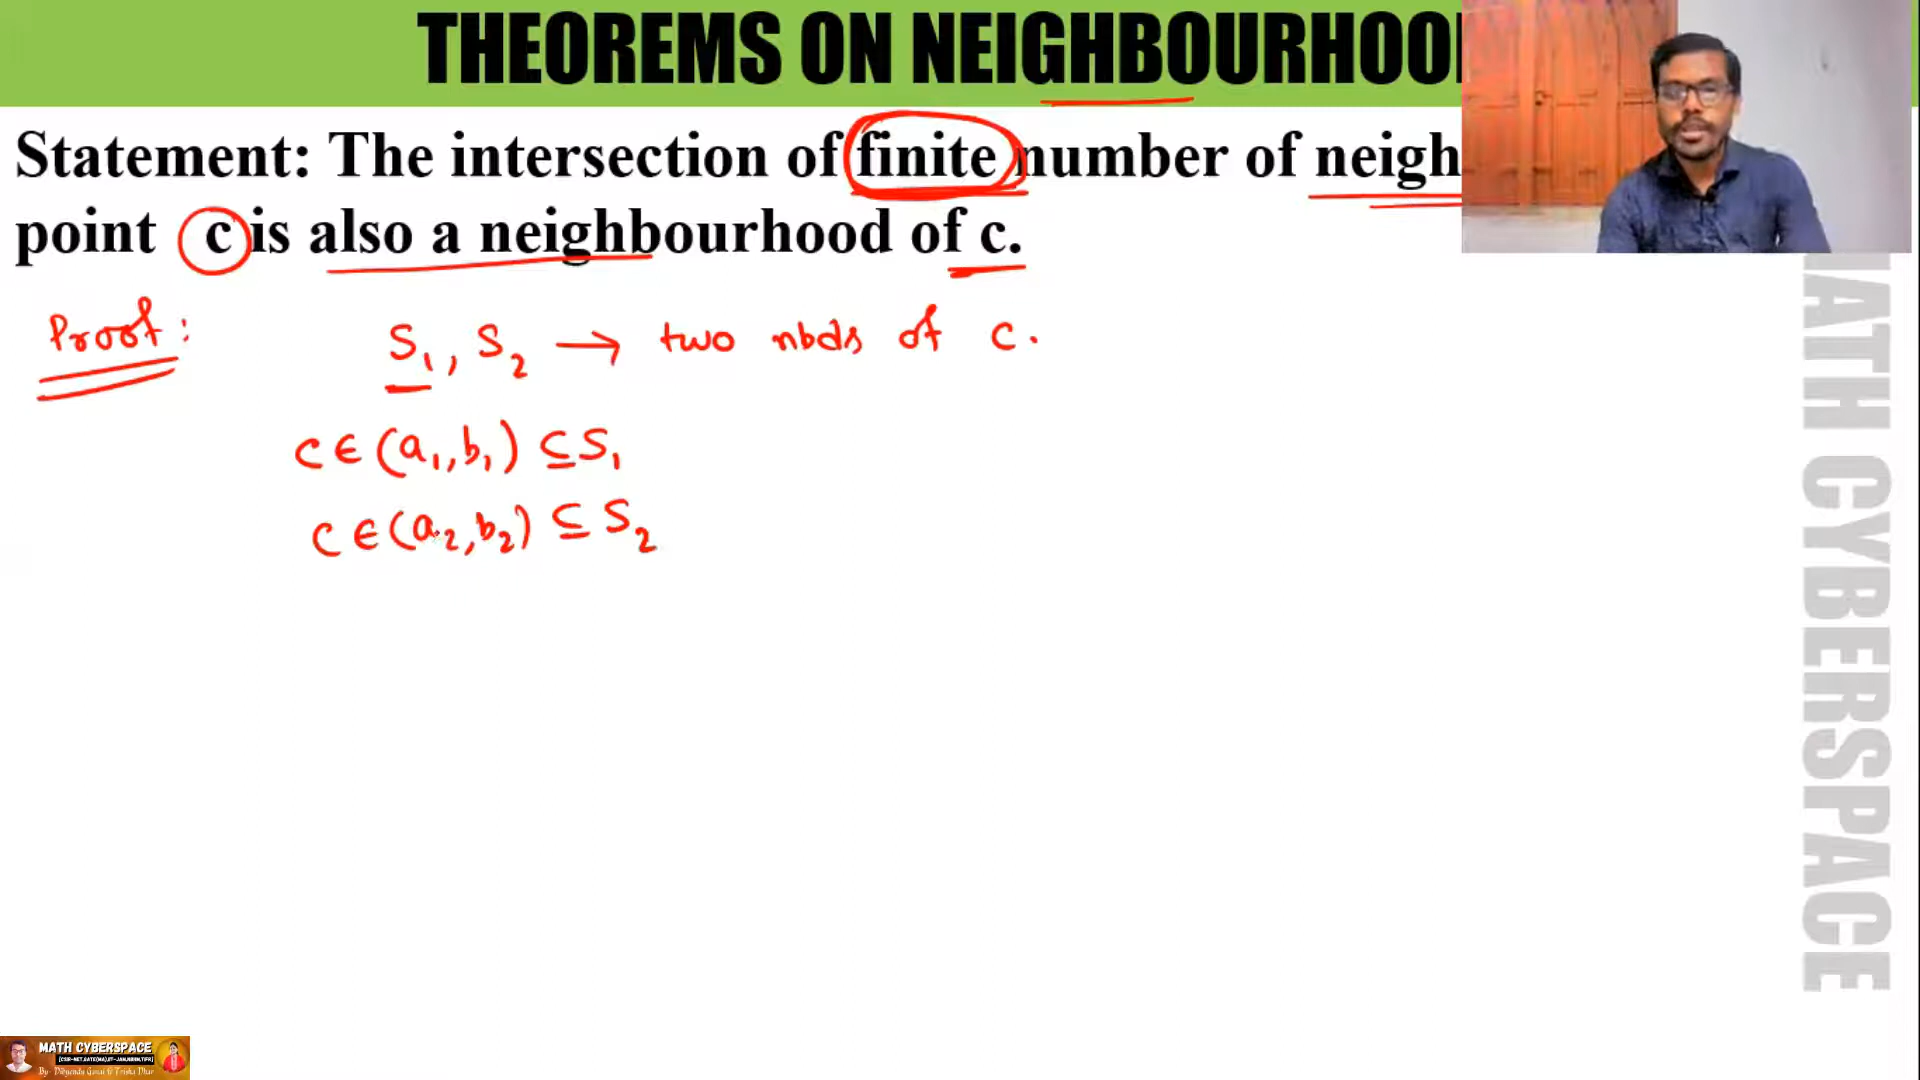 THEOREMS ON NEIGHBOURHOO
Statement: The intersection of finite number of neigh
point c is also a neighbourhood of c.
Proof:
S₁, S₂ → two nbds of c.
c ∈ (a₁, b₁) ⊆ S₁
c ∈ (a₂, b₂) ⊆ S₂
MATH CYBERSPACE
MATH CYBERSPACE